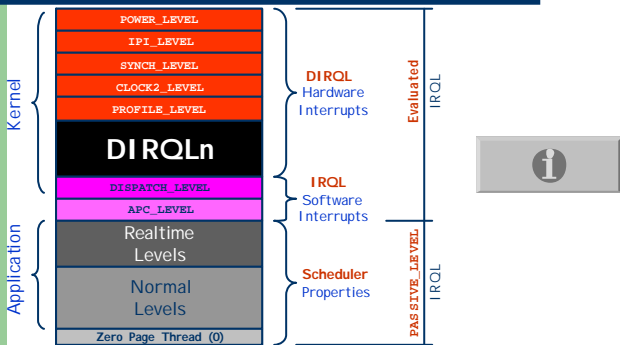 POWER_LEVEL
IPI_LEVEL
SYNCH_LEVEL
CLOCK2_LEVEL
PROFILE_LEVEL
DIRQLn
DISPATCH_LEVEL
APC_LEVEL
Realtime
Levels
Normal
Levels
Zero Page Thread (0)
Kernel
Application
DIRQL
Hardware
Interrupts
IRQL
Software
Interrupts
Scheduler
Properties
Evaluated
IRQL
PASSIVE_LEVEL
IRQL
i